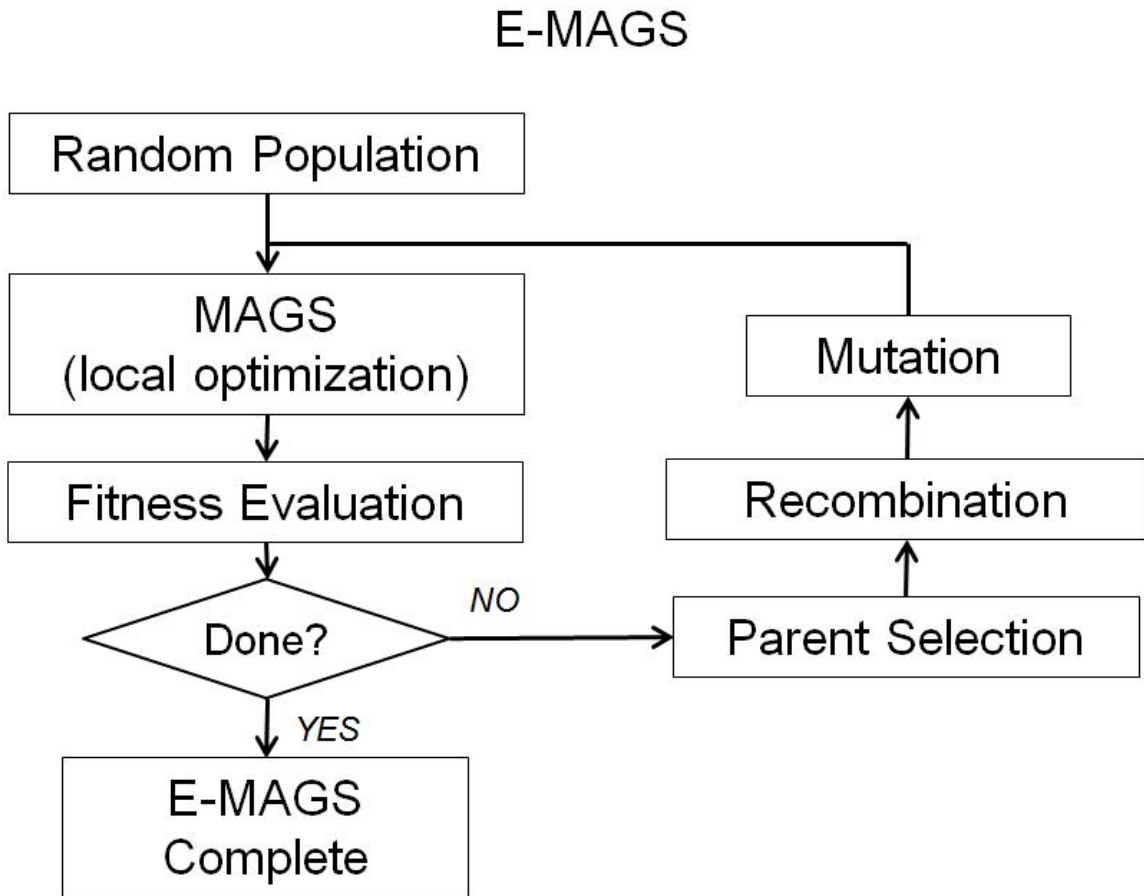 E-MAGS
Random Population
MAGS
(local optimization)
Fitness Evaluation
Done?
NO
YES
E-MAGS
Complete
Parent Selection
Recombination
Mutation